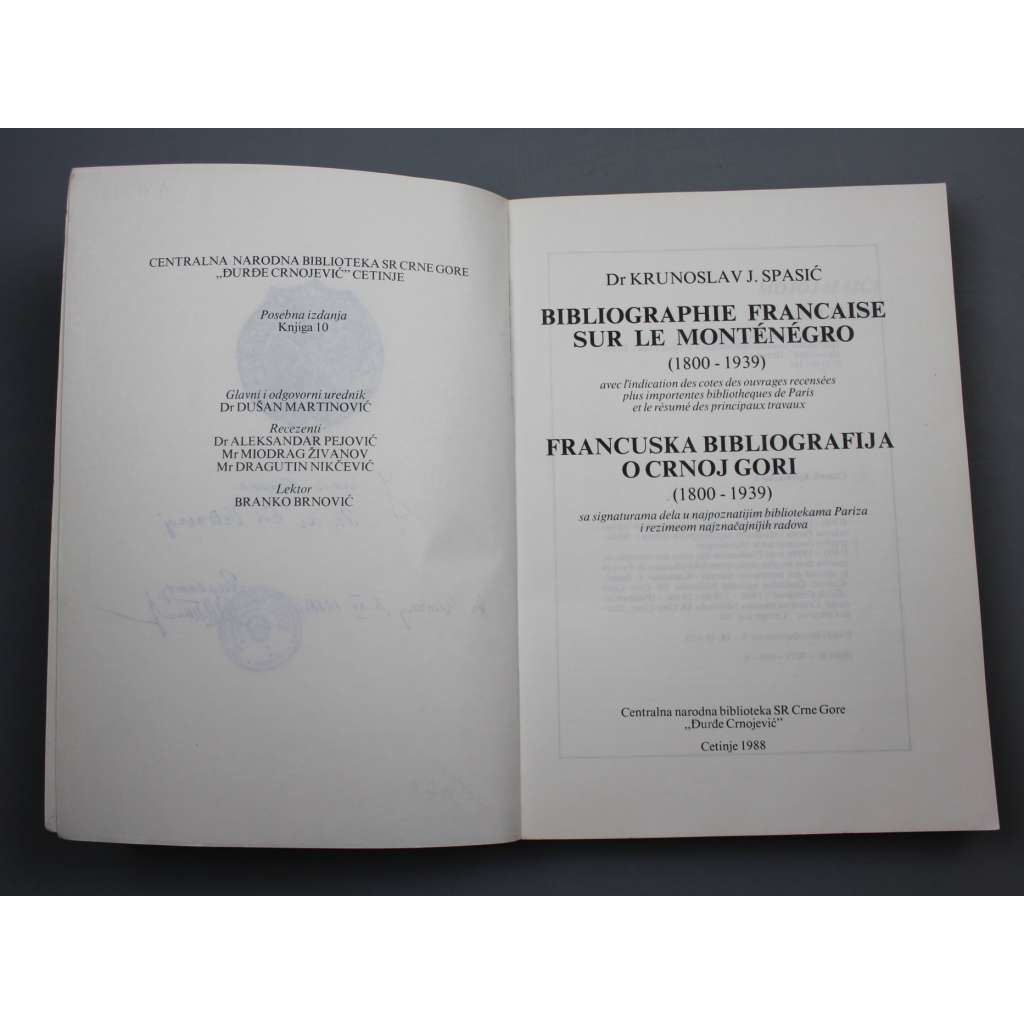 CENTRALNA NARODNA BIBLIOTEKA SR CRNE GORE
„ĐURĐE CRNOJEVIĆ” CETINJE
Posebna izdanja
Knjiga 10
Glavni i odgovorni urednik
Dr DUŠAN MARTINOVIĆ
Recezenti
Dr ALEKSANDAR PEJOVIĆ
Mr MIODRAG ŽIVANOV
Mr DRAGUTIN NIKČEVIĆ
Lektor
BRANKO BRNOVIĆ
Dr KRUNOSLAV J. SPASIĆ
BIBLIOGRAPHIE FRANCAISE
SUR LE MONTÉNÉGRO
(1800 - 1939)
avec l'indication des cotes des ouvrages recensées
plus importentes bibliotheques de Paris
et le résumé des principaux travaux
FRANCUSKA BIBLIOGRAFIJA
O CRNOJ GORI
(1800 - 1939)
sa signaturama dela u najpoznatijim bibliotekama Pariza
i rezimeom najznačajnijih radova
Centralna narodna biblioteka SR Crne Gore
„Đurđe Crnojević”
Cetinje 1988